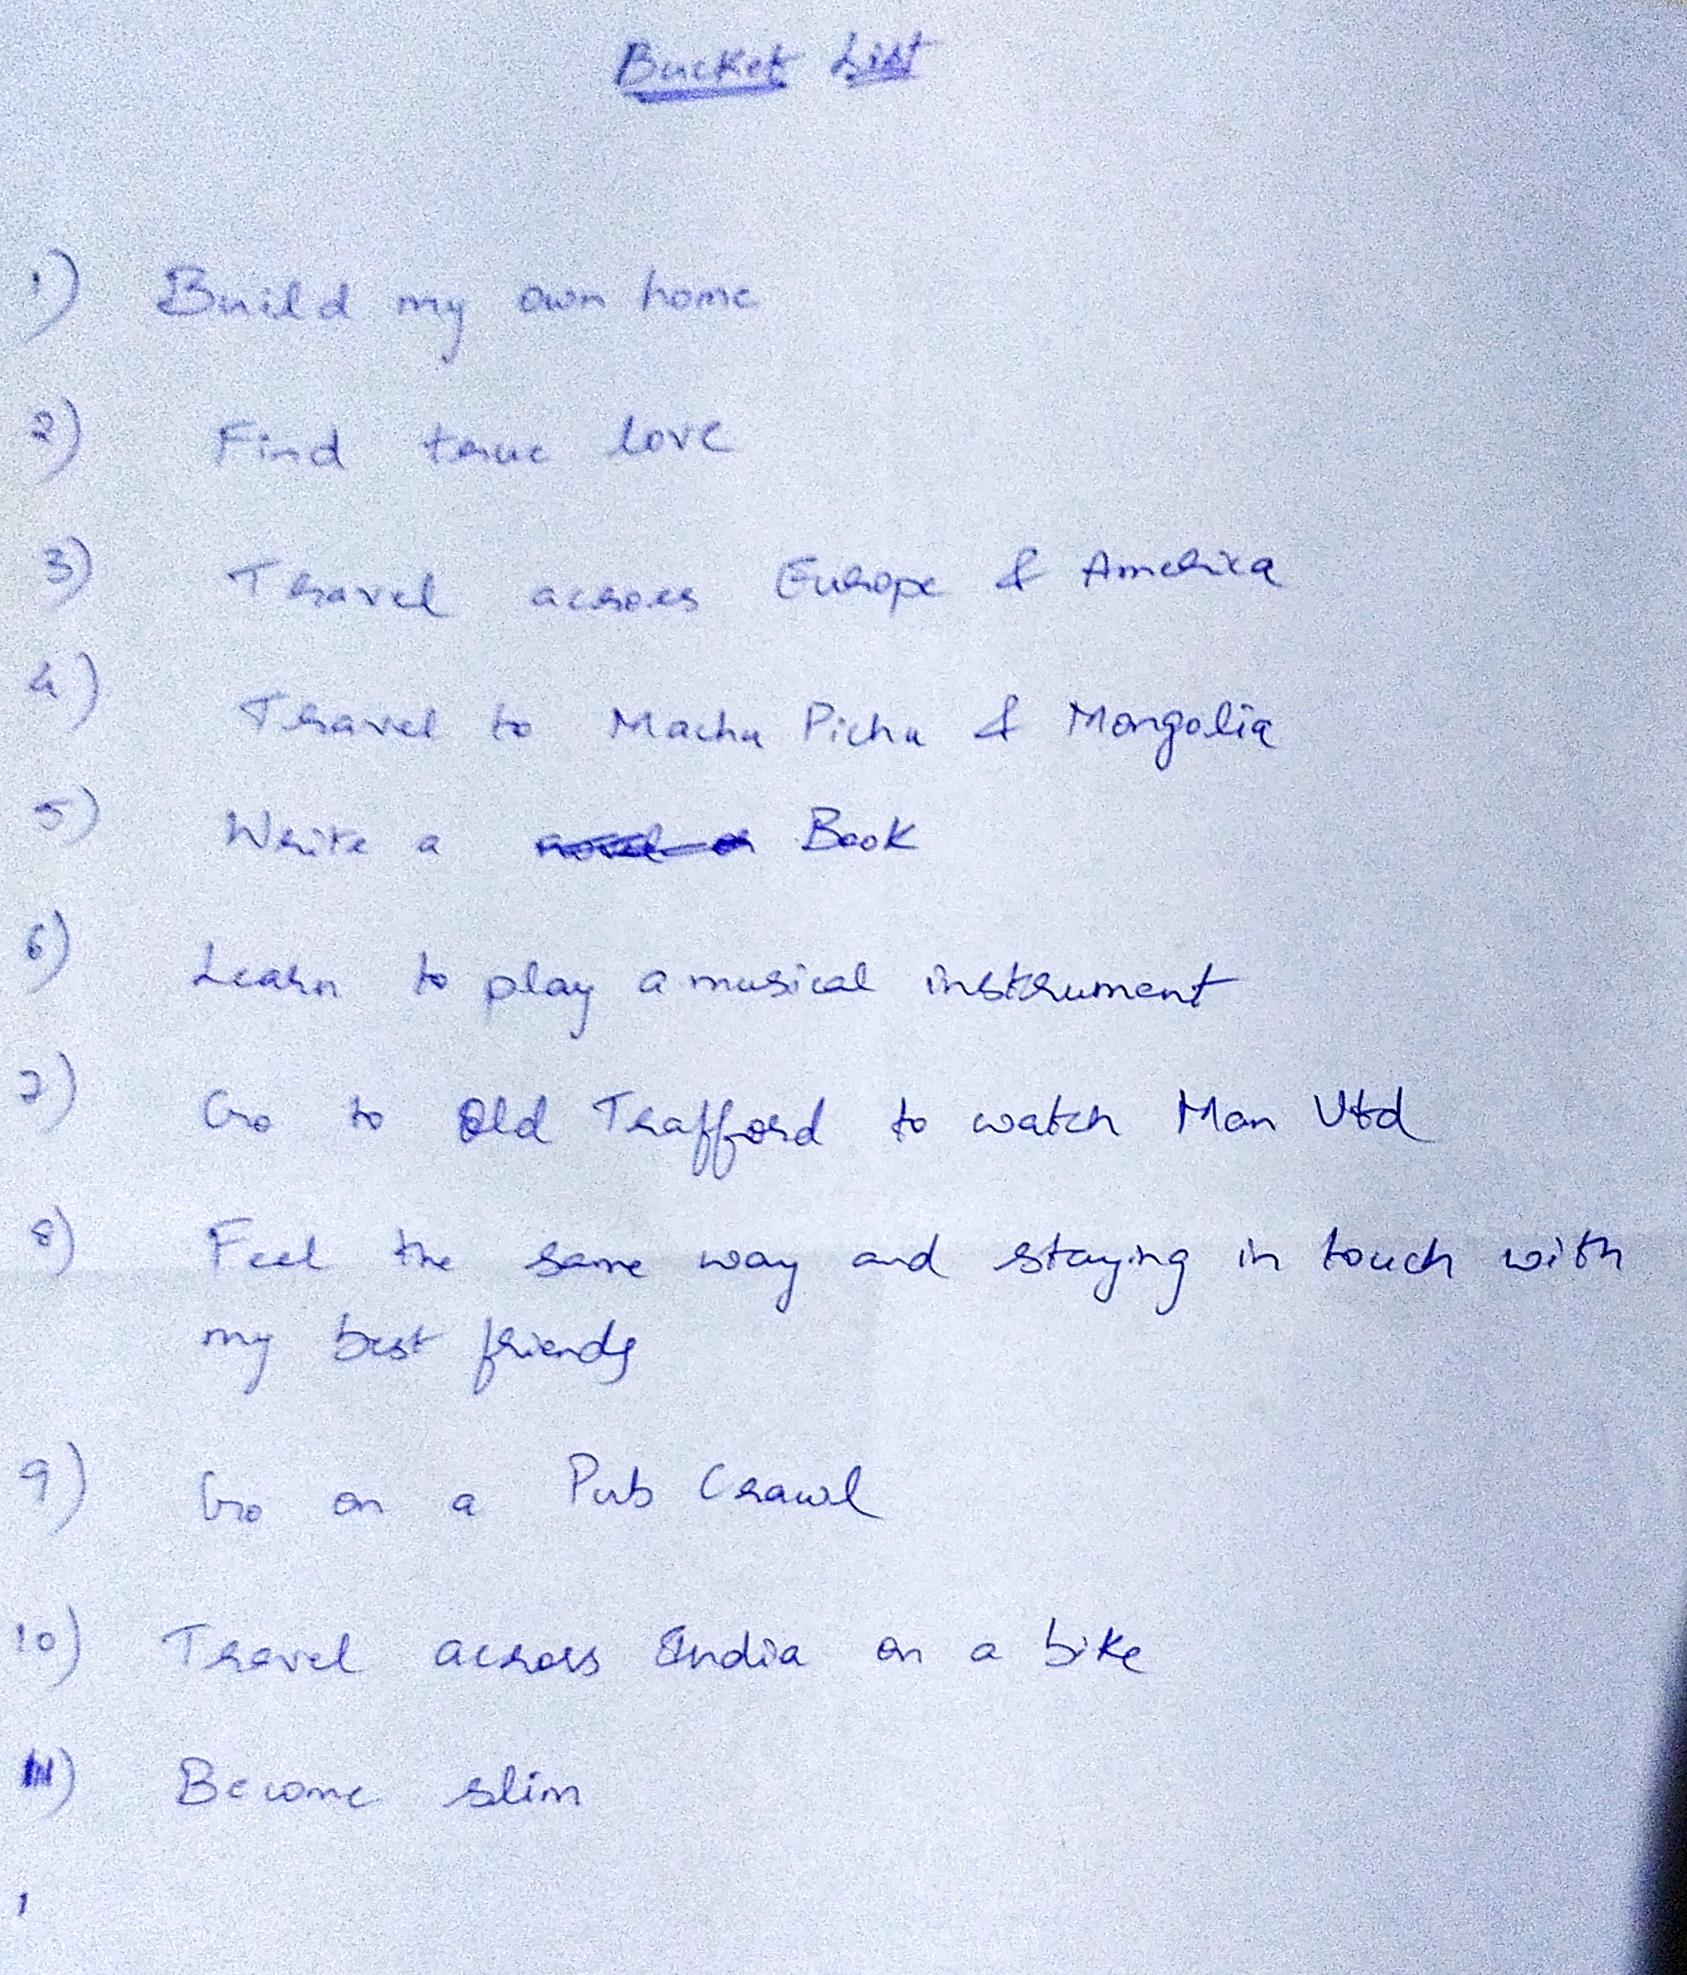 Bucket List
1) Build my own home
2) Find true love
3) Travel across Europe & America
4) Travel to Machu Pichu & Mongolia
5) Write a novel or Book
6) Learn to play a musical instrument
7) Go to Old Trafford to watch Man Utd
8) Feel the same way and staying in touch with
my best friends
9) Go on a Pub Crawl
10) Travel across India on a bike
11) Become slim
1